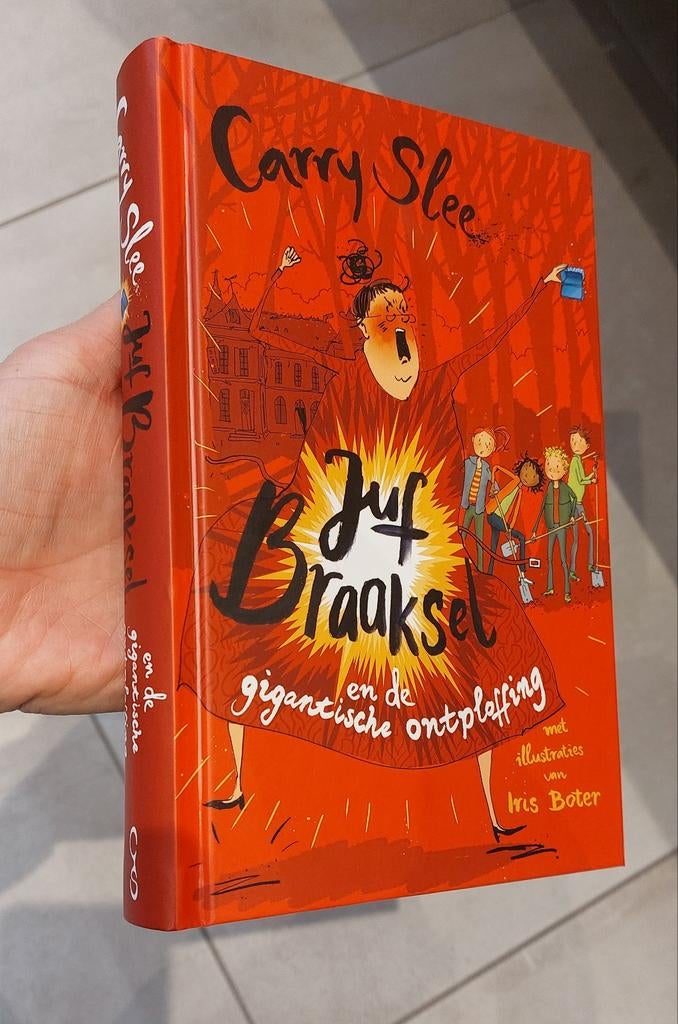 Carry Slee
Juf
Braaksel
en de
gigantische ontploffing
met
illustraties
van
Iris Boter
Carry Slee
Juf Braaksel
en de
gigantische